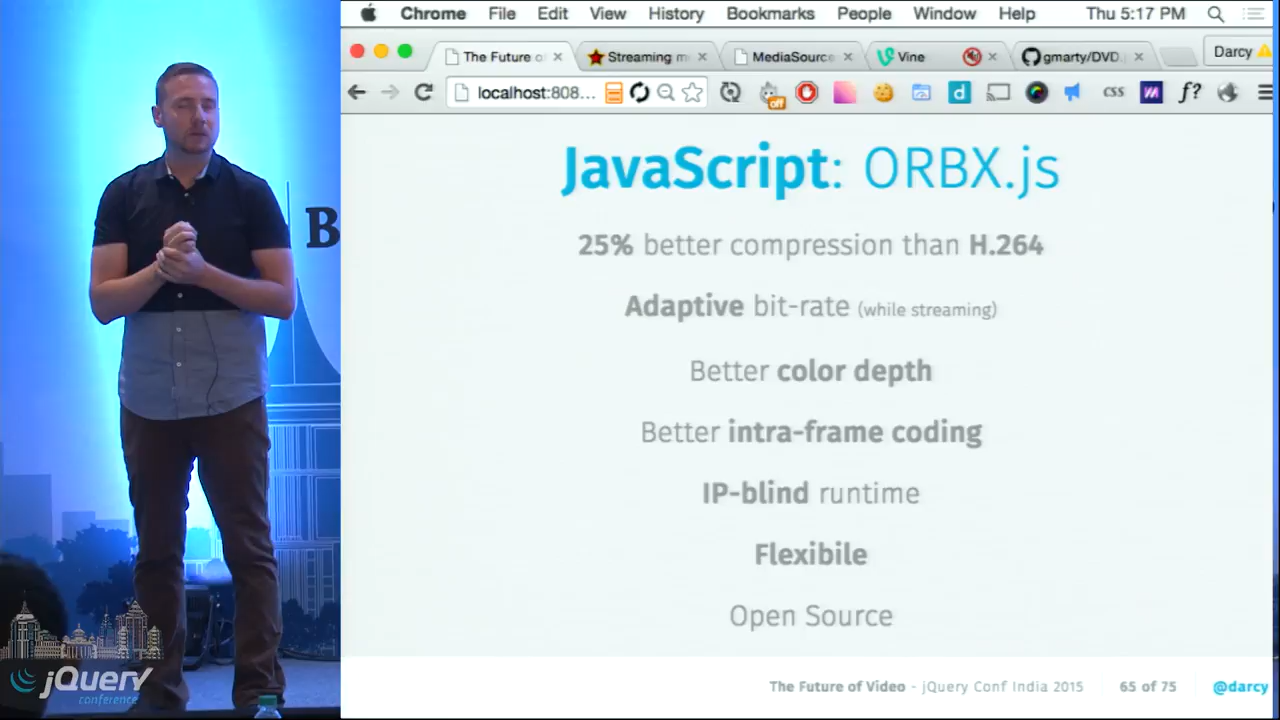 Chrome File Edit View History Bookmarks People Window Help Thu 5:17 PM
The Future of Streaming m MediaSource Vine gmarty/DVD. Darcy
localhost:808... off CSS f?
JavaScript: ORBX.js
25% better compression than H.264
Adaptive bit-rate (while streaming)
Better color depth
Better intra-frame coding
IP-blind runtime
Flexibile
Open Source
B
The Future of Video - jQuery Conf India 2015 65 of 75 @darcy
jQuery
conference